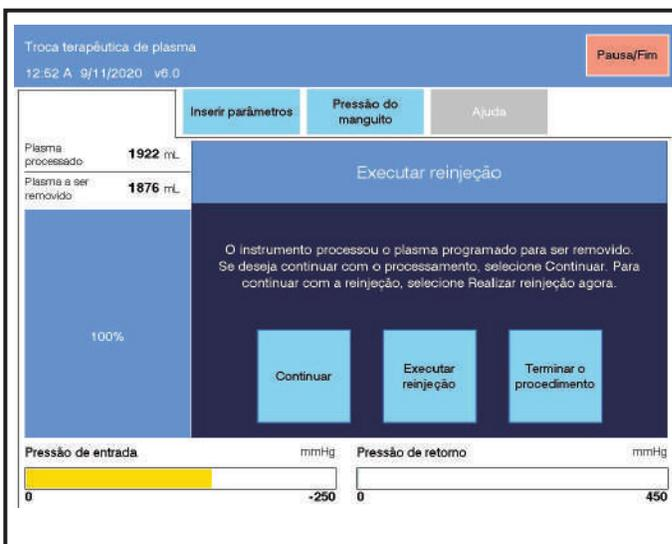 Troca terapêutica de plasma
12:52 A 9/11/2020 v6.0
Pausa/Fim
Inserir parâmetros
Pressão do
manguito
Ajuda
Plasma
processado 1922 mL
Plasma a ser
removido 1876 mL
Executar reinjeção
O instrumento processou o plasma programado para ser removido.
Se deseja continuar com o processamento, selecione Continuar. Para
continuar com a reinjeção, selecione Realizar reinjeção agora.
100%
Continuar
Executar
reinjeção
Terminar o
procedimento
Pressão de entrada mmHg
0 -250
Pressão de retorno mmHg
0 450